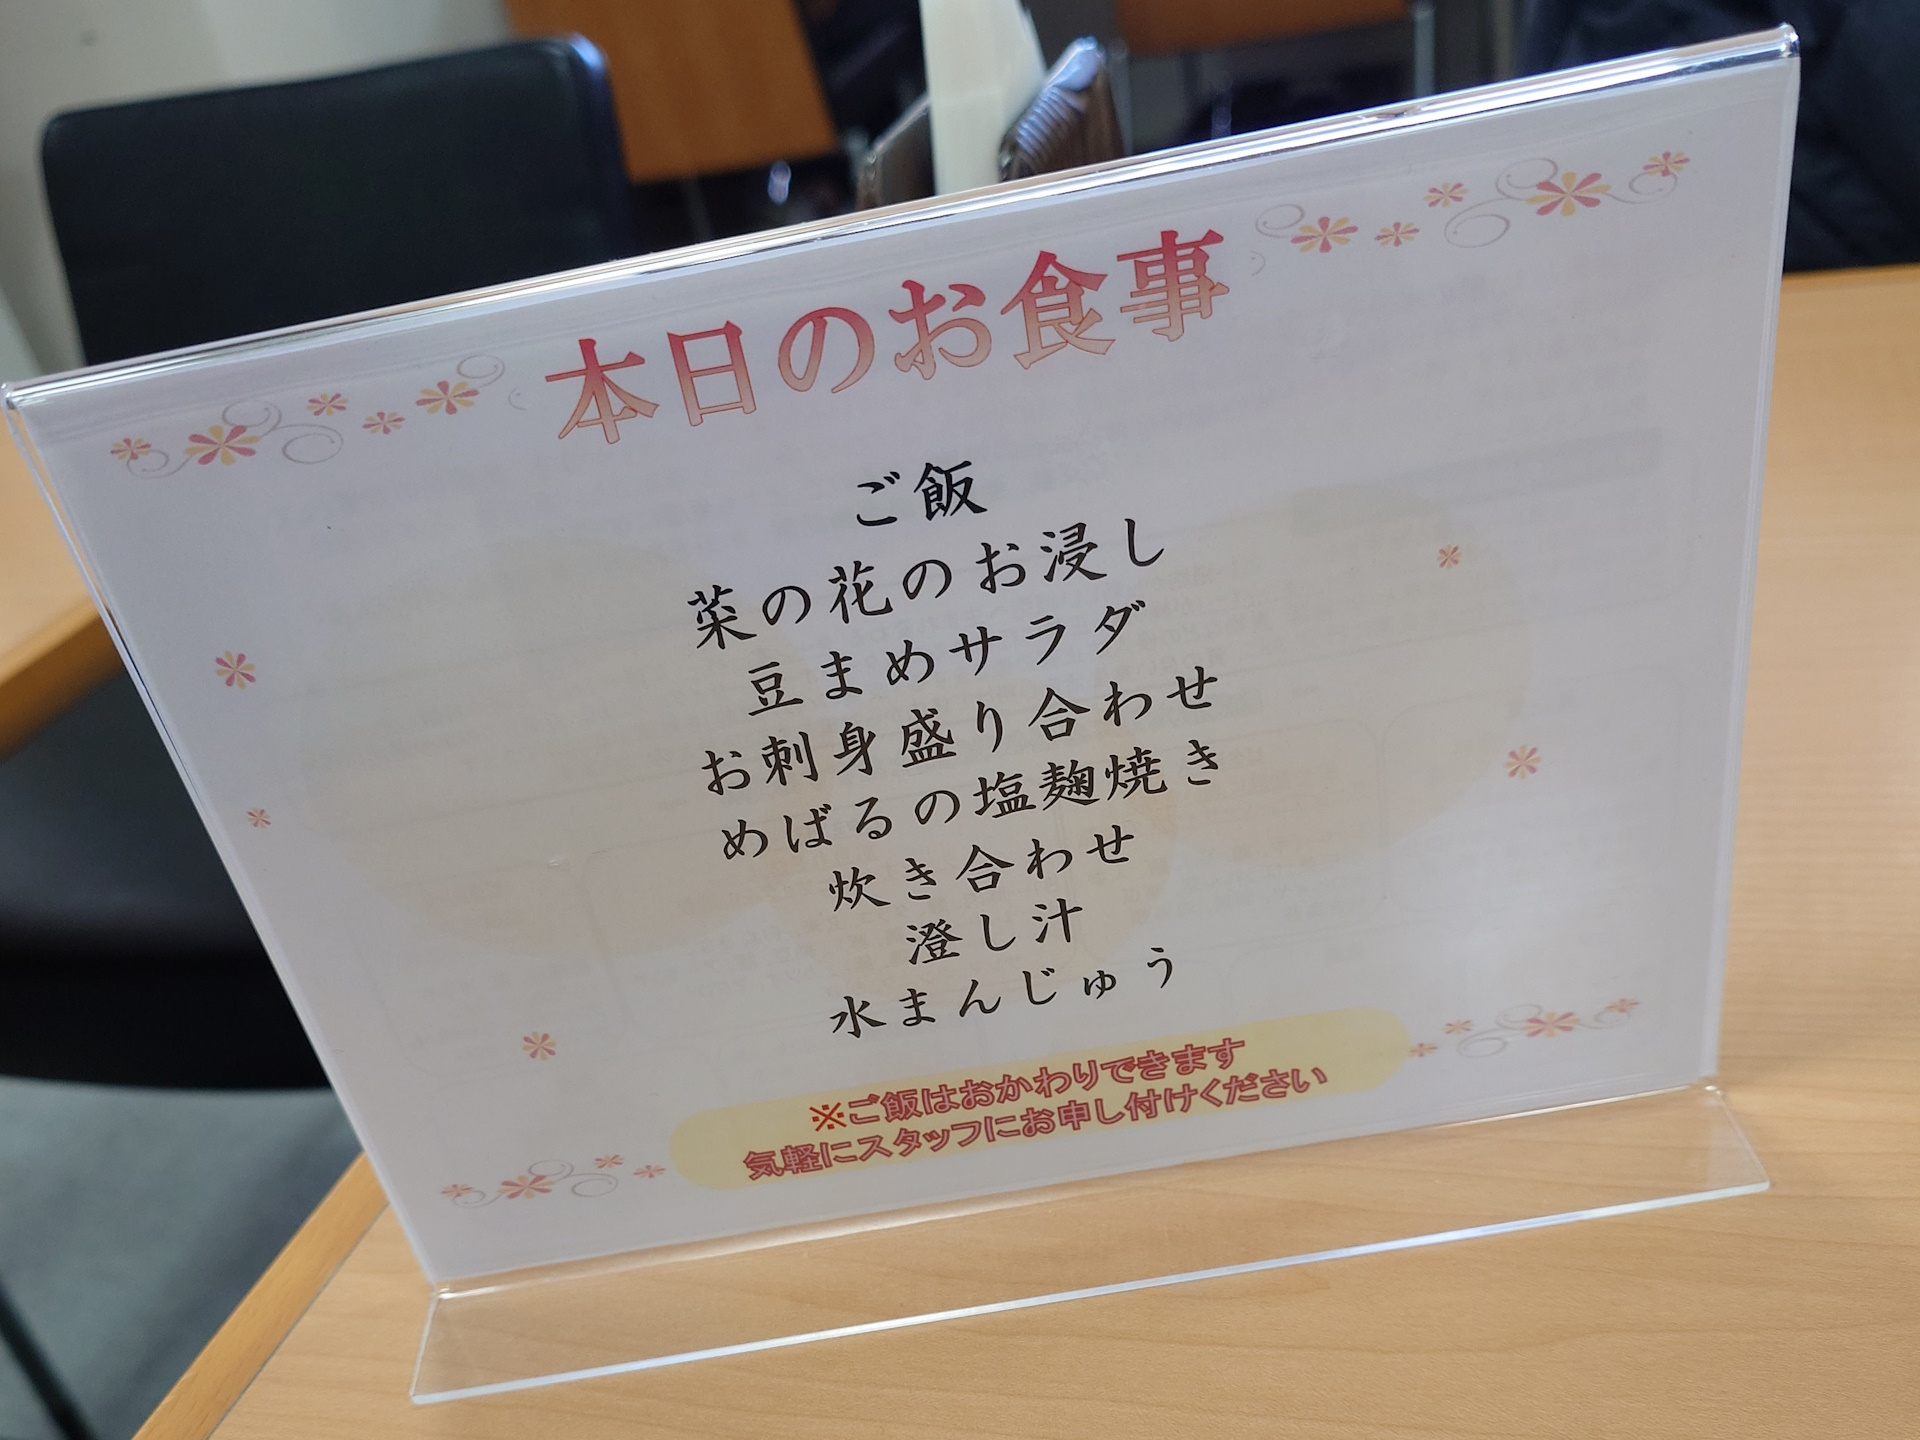 本日のお食事
ご飯
菜の花のお浸し
豆まめサラダ
お刺身盛り合わせ
めばるの塩麹焼き
炊き合わせ
澄し汁
水まんじゅう
※ご飯はおかわりできます
気軽にスタッフにお申し付けください